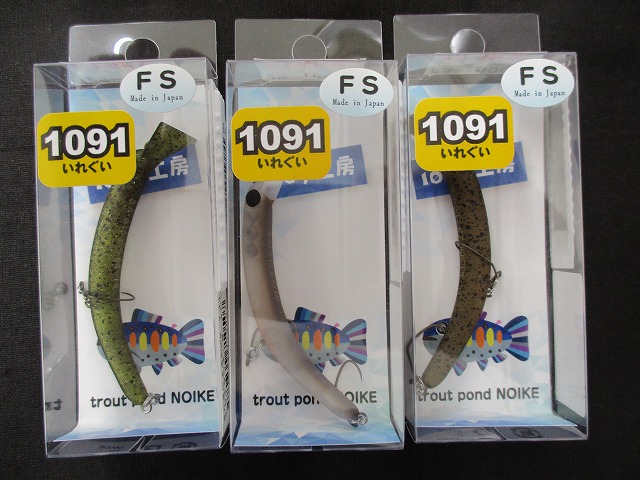 FS
Made in Japan
1091
いれぐい
工房
trout pond NOIKE
FS
Made in Japan
1091
いれぐい
工房
trout pond NOIKE
FS
Made in Japan
1091
いれぐい
trout pond NOIKE